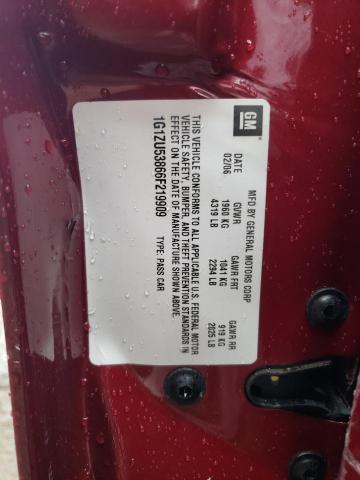 GM
DATE
02/06
MFD BY GENERAL MOTORS CORP
GVWR GAWR FRT GAWR RR
1960 KG 1041 KG 919 KG
4319 LB 2294 LB 2025 LB
THIS VEHICLE CONFORMS TO ALL APPLICABLE U.S. FEDERAL MOTOR
VEHICLE SAFETY, BUMPER, AND THEFT PREVENTION STANDARDS IN
EFFECT ON THE DATE OF MANUFACTURE SHOWN ABOVE.
1G1ZU53866F219909 TYPE: PASS CAR